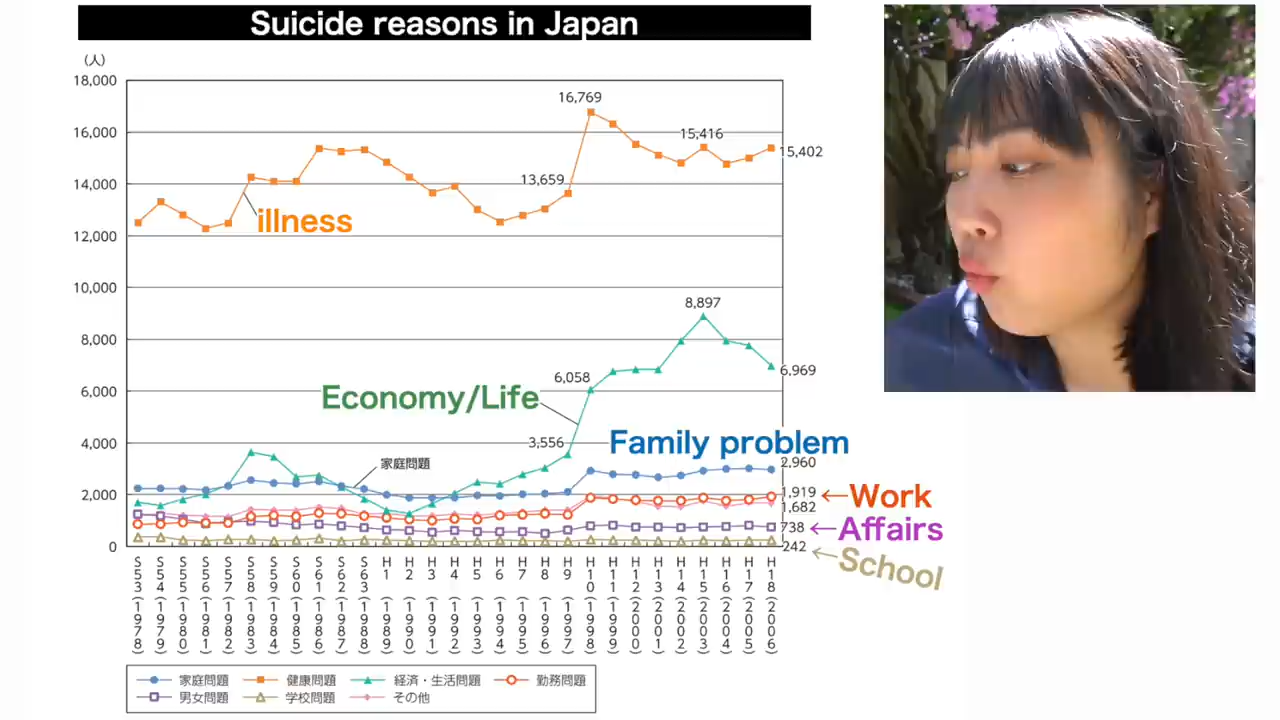 Suicide reasons in Japan
(人)
18,000
16,000
14,000
12,000
10,000
8,000
6,000
4,000
2,000
0
16,769
15,416
15,402
13,659
illness
8,897
6,969
6,058
Economy/Life
3,556
Family problem
家庭問題
2,960
1,919 ←Work
1,682
738 ←Affairs
242 ←School
S53(1978)
S54(1979)
S55(1980)
S56(1981)
S57(1982)
S58(1983)
S59(1984)
S60(1985)
S61(1986)
S62(1987)
S63(1988)
H1(1989)
H2(1990)
H3(1991)
H4(1992)
H5(1993)
H6(1994)
H7(1995)
H8(1996)
H9(1997)
H10(1998)
H11(1999)
H12(2000)
H13(2001)
H14(2002)
H15(2003)
H16(2004)
H17(2005)
H18(2006)
家庭問題 健康問題 経済・生活問題 勤務問題
男女問題 学校問題 その他